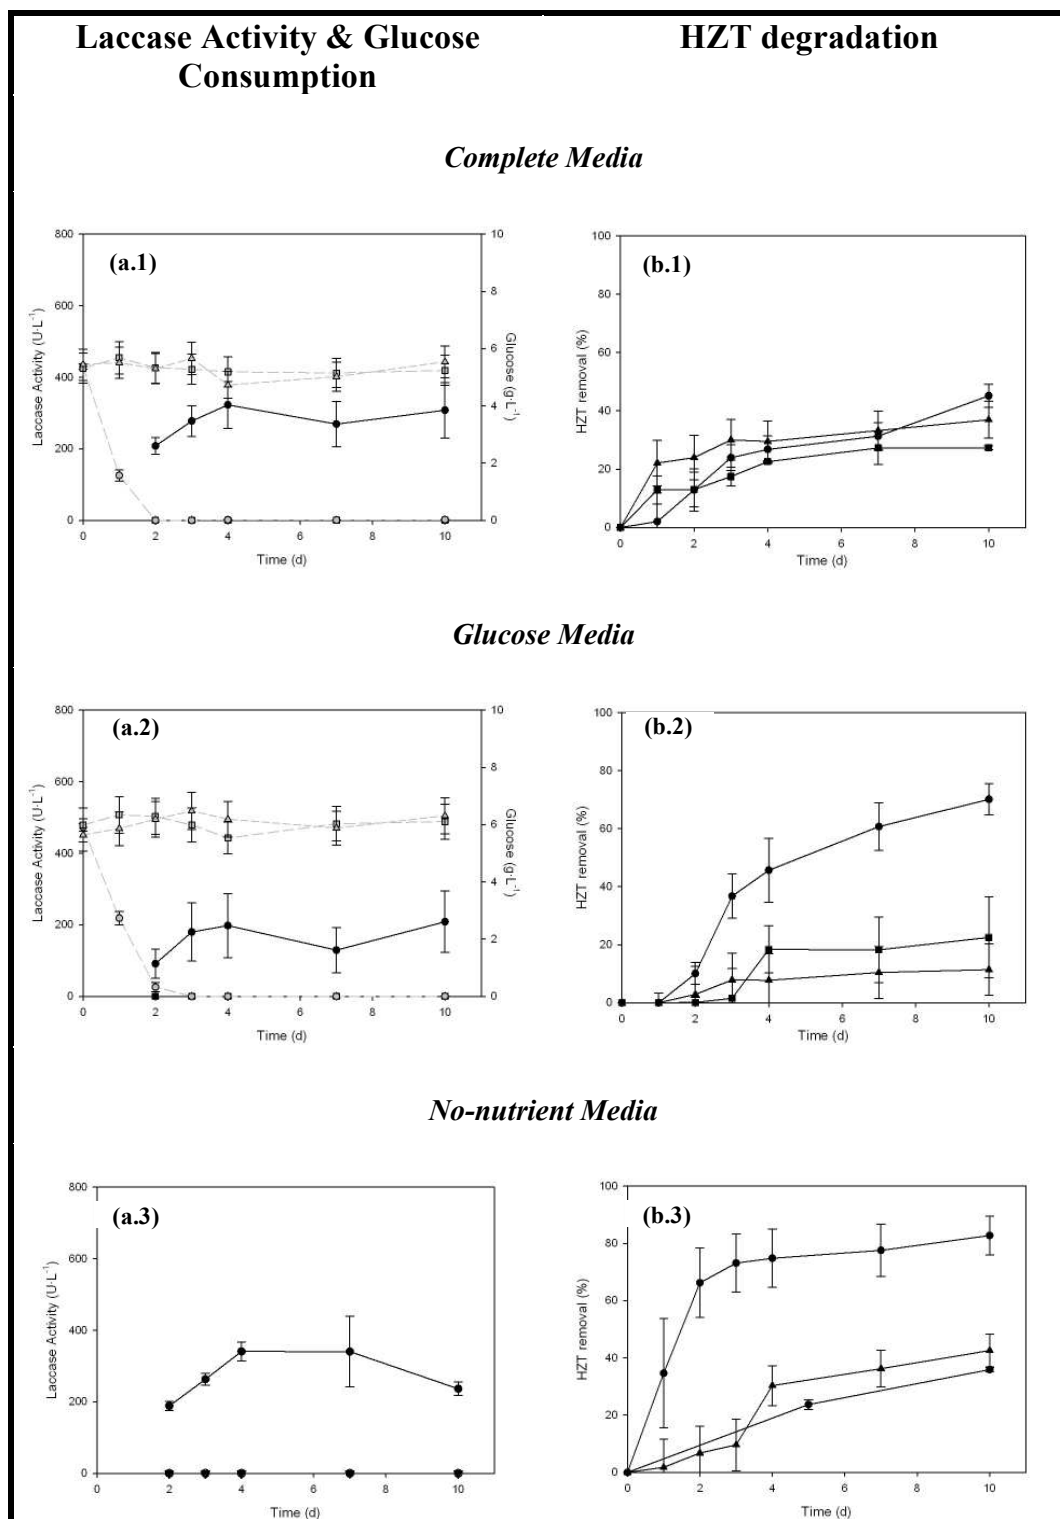 Laccase Activity & Glucose
Consumption
HZT degradation
Complete Media
(a.1)
800
600
400
200
0
Laccase Activity (U·L⁻¹)
10
8
6
4
2
0
Glucose (g·L⁻¹)
0 2 4 6 8 10
Time (d)
(b.1)
100
80
60
40
20
0
HZT removal (%)
0 2 4 6 8 10
Time (d)
Glucose Media
(a.2)
800
600
400
200
0
Laccase Activity (U·L⁻¹)
10
8
6
4
2
0
Glucose (g·L⁻¹)
0 2 4 6 8 10
Time (d)
(b.2)
100
80
60
40
20
0
HZT removal (%)
0 2 4 6 8 10
Time (d)
No-nutrient Media
(a.3)
800
600
400
200
0
Laccase Activity (U·L⁻¹)
0 2 4 6 8 10
Time (d)
(b.3)
100
80
60
40
20
0
HZT removal (%)
0 2 4 6 8 10
Time (d)